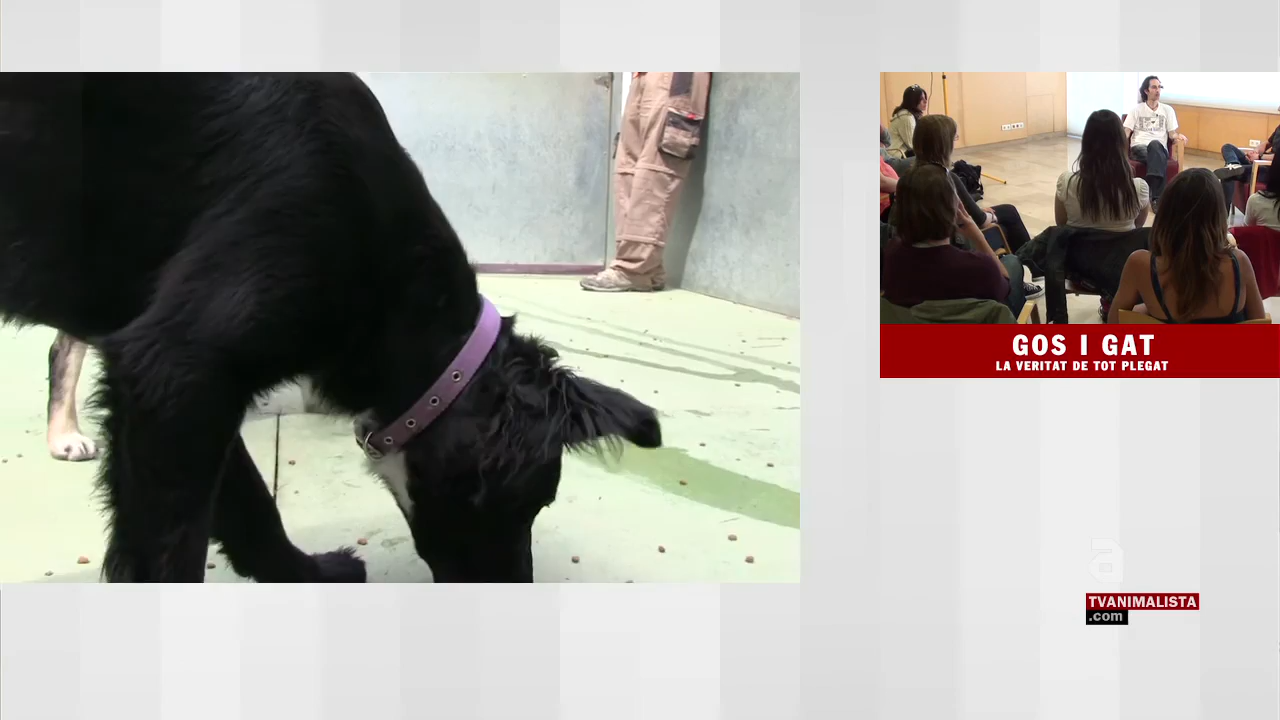 GOS I GAT
LA VERITAT DE TOT PLEGAT
a
TVANIMALISTA
.com